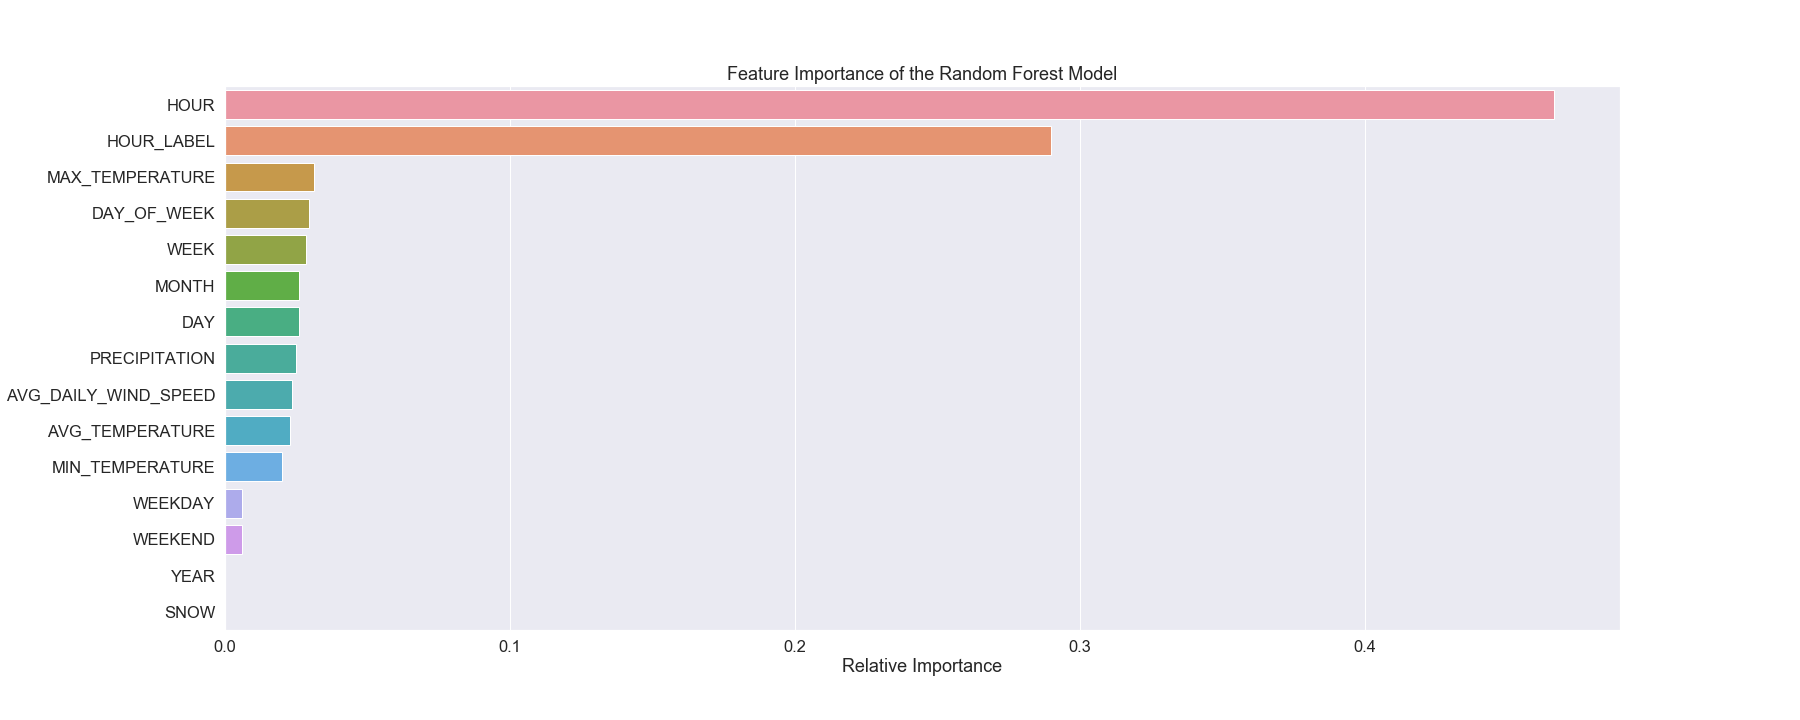 Feature Importance of the Random Forest Model
HOUR
HOUR_LABEL
MAX_TEMPERATURE
DAY_OF_WEEK
WEEK
MONTH
DAY
PRECIPITATION
AVG_DAILY_WIND_SPEED
AVG_TEMPERATURE
MIN_TEMPERATURE
WEEKDAY
WEEKEND
YEAR
SNOW
0.0 0.1 0.2 0.3 0.4
Relative Importance